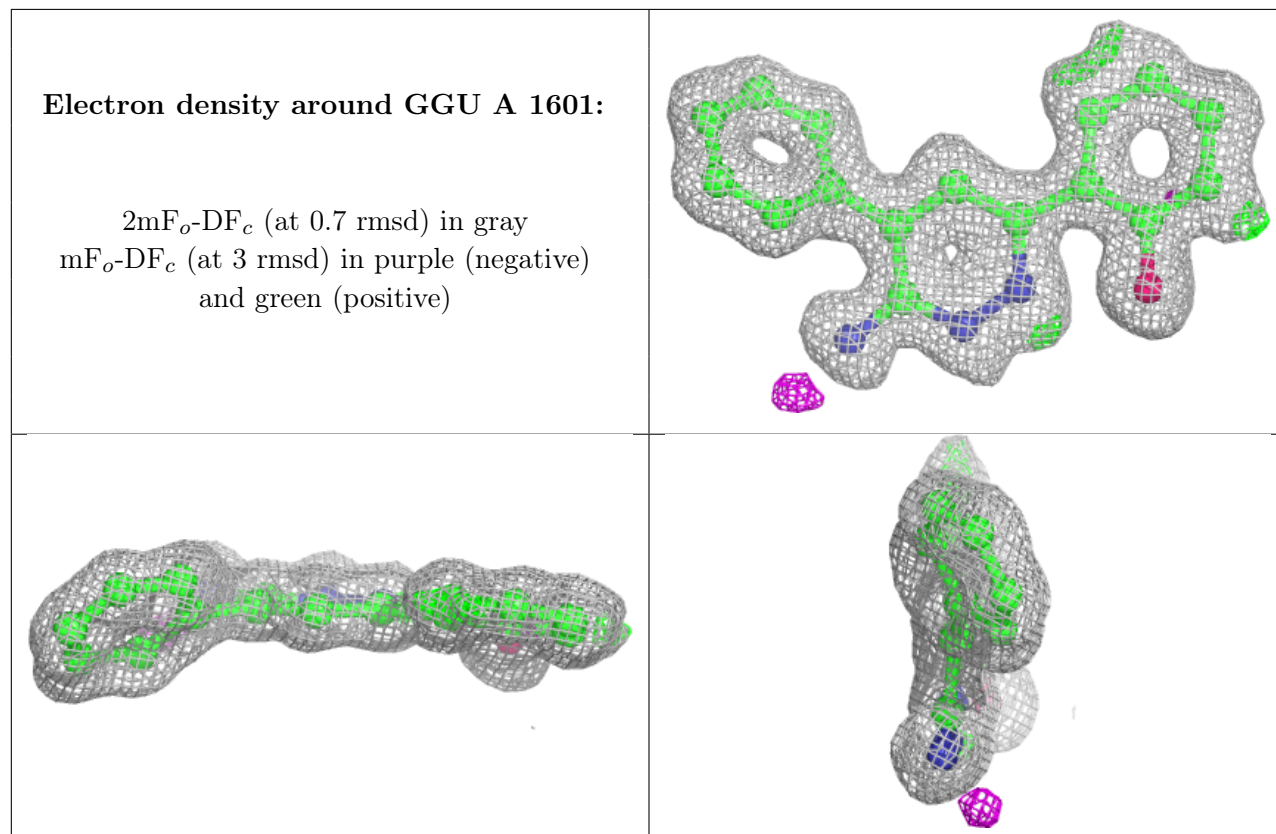 Electron density around GGU A 1601:
2mFo-DFc (at 0.7 rmsd) in gray
mFo-DFc (at 3 rmsd) in purple (negative)
and green (positive)